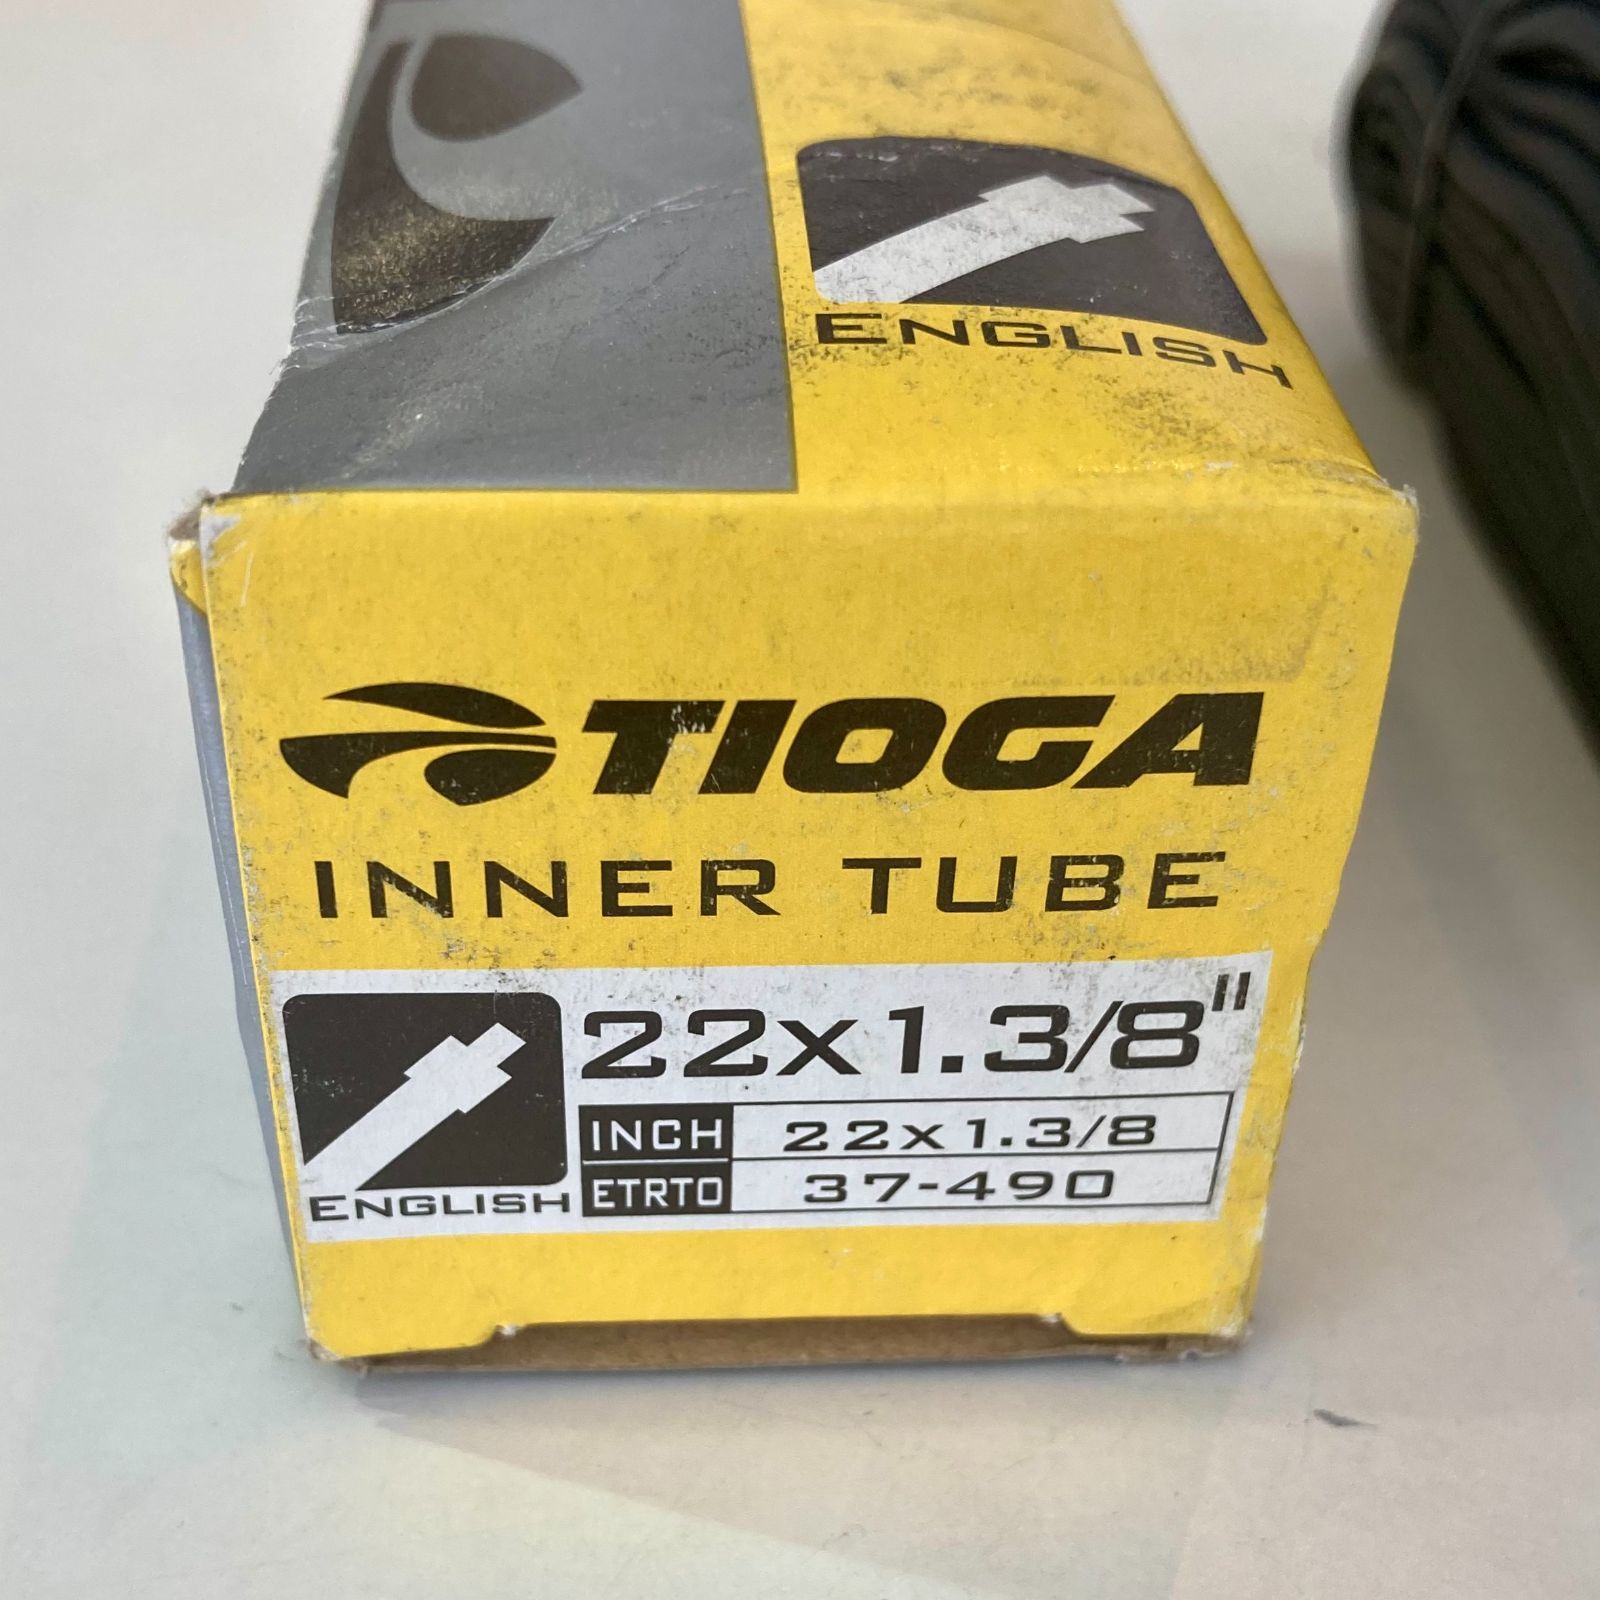 ENGLISH
TIOGA
INNER TUBE
22x1.3/8"
INCH 22x1.3/8
ETRTO 37-490
ENGLISH